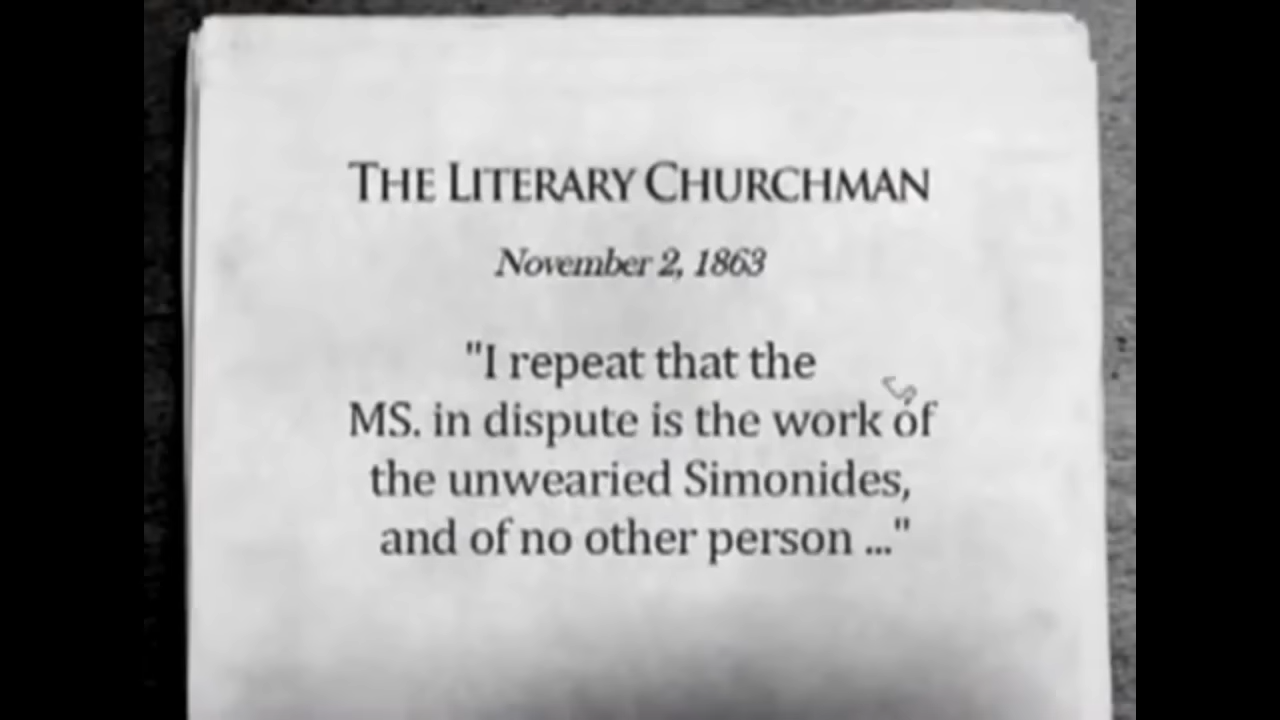 THE LITERARY CHURCHMAN
November 2, 1863
"I repeat that the
MS. in dispute is the work of
the unwearied Simonides,
and of no other person ..."